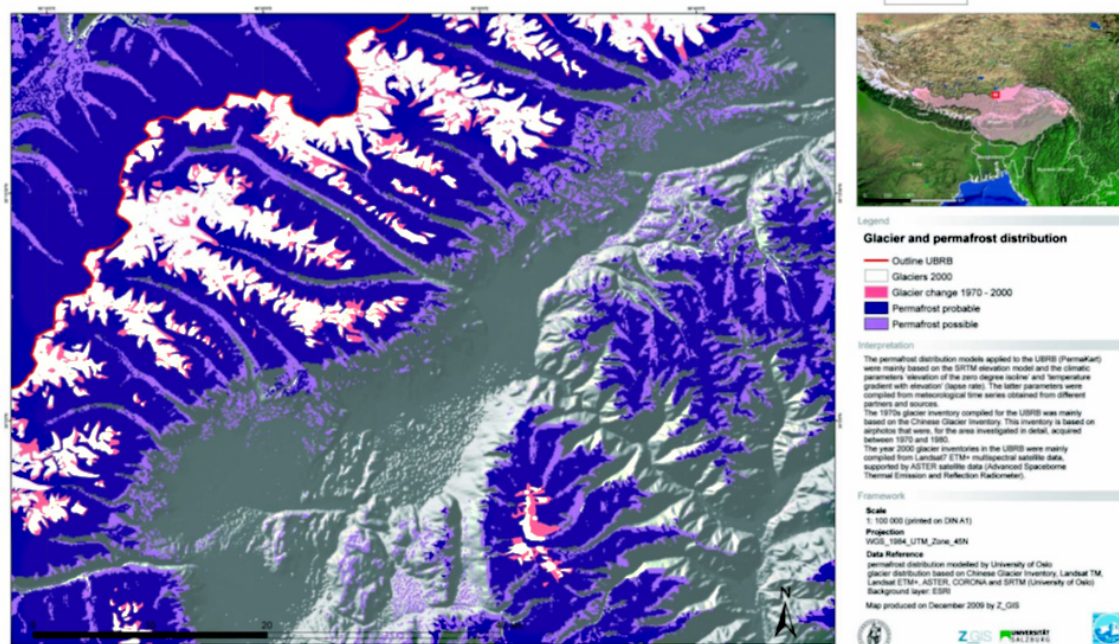 Legend
Glacier and permafrost distribution
Outline UBRB
Glaciers 2000
Glacier change 1970 - 2000
Permafrost probable
Permafrost possible
Interpretation
The permafrost distribution models applied to the UBRB (PermaKart)
were mainly based on the SRTM elevation model and the climatic
parameters 'elevation of the zero degree isoline' and 'temperature
gradient with elevation' (lapse rate). The latter parameters were
compiled from meteorological time series obtained from different
partners and sources.
The 1970s glacier inventory compiled for the UBRB was mainly
based on the Chinese Glacier Inventory. This inventory is based on
airphotos that were, for the area investigated in detail, acquired
between 1970 and 1980.
The year 2000 glacier inventories in the UBRB were mainly
compiled from Landsat7 ETM+ multispectral satellite data,
supported by ASTER satellite data (Advanced Spaceborne
Thermal Emission and Reflection Radiometer).
Framework
Scale
1: 100 000 (printed on DIN A1)
Projection
WGS_1984_UTM_Zone_45N
Data Reference
permafrost distribution modelled by University of Oslo
glacier distribution based on Chinese Glacier Inventory, Landsat TM,
Landsat ETM+, ASTER, CORONA and SRTM (University of Oslo)
Background layer: ESRI
Map produced on December 2009 by Z_GIS
N
0
20
Z_GIS
UNIVERSITÄT
SALZBURG